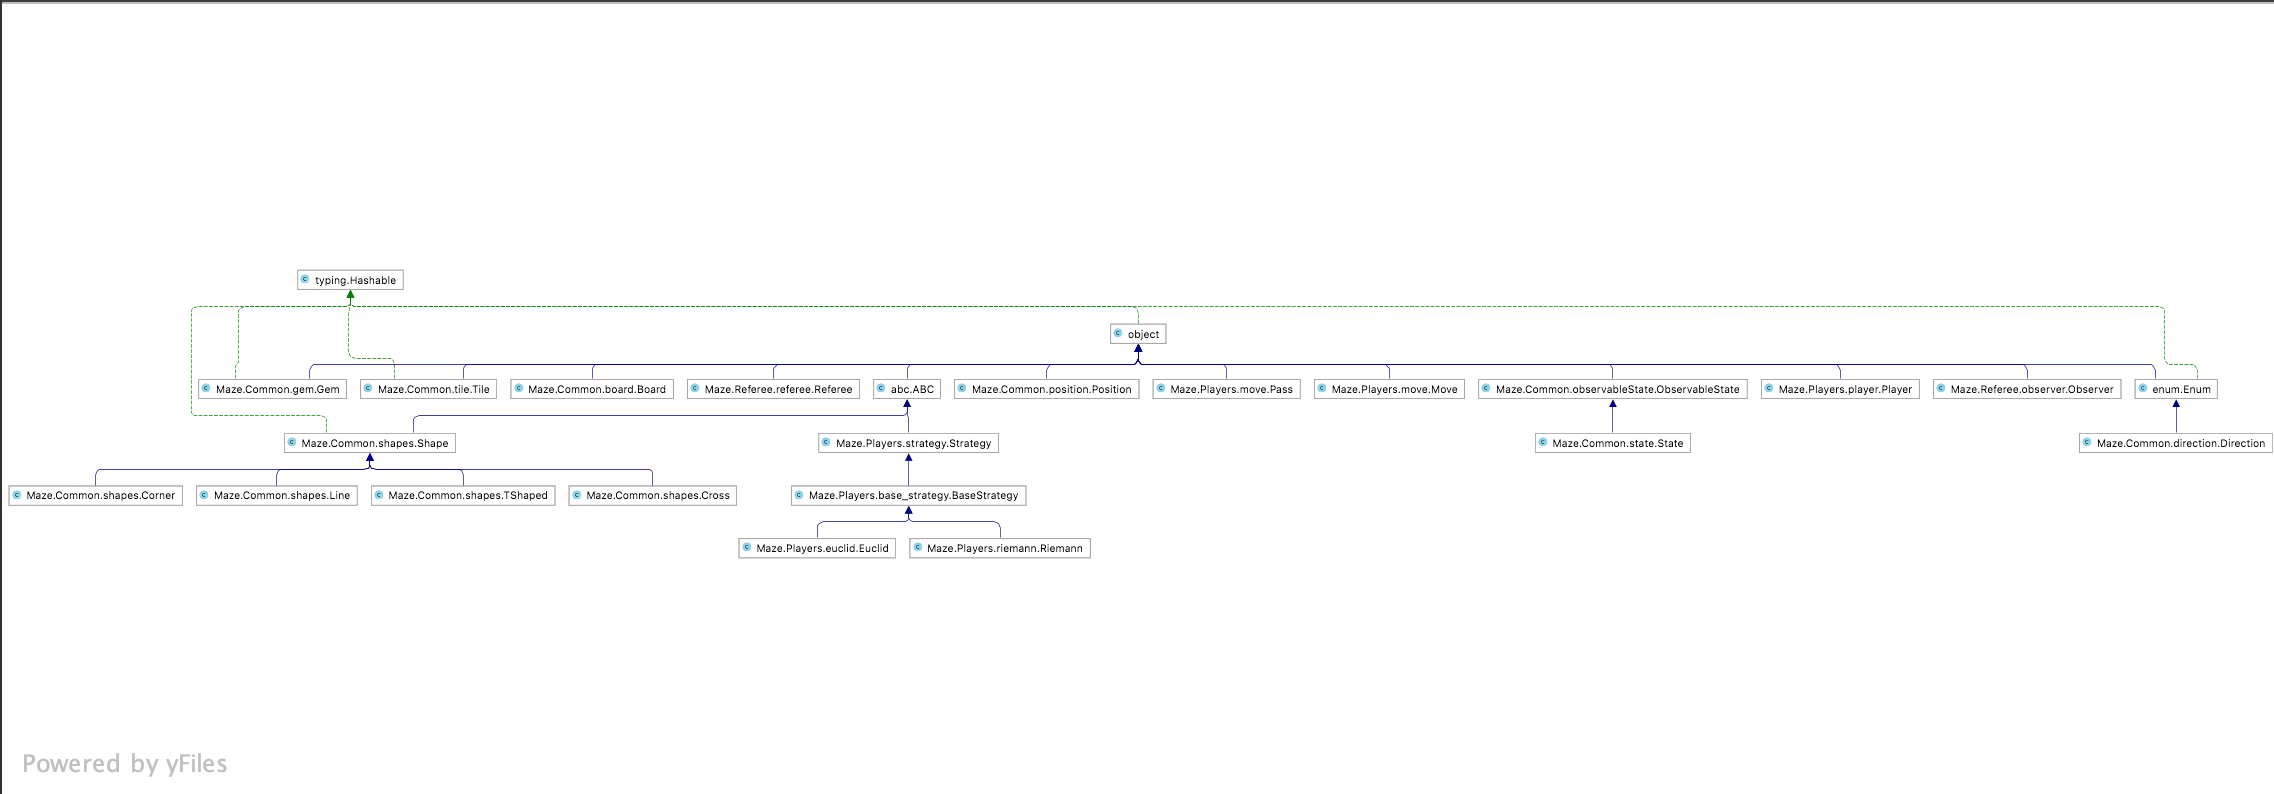 typing.Hashable
object
Maze.Common.gem.Gem
Maze.Common.tile.Tile
Maze.Common.board.Board
Maze.Referee.referee.Referee
abc.ABC
Maze.Common.position.Position
Maze.Players.move.Pass
Maze.Players.move.Move
Maze.Common.observableState.ObservableState
Maze.Players.player.Player
Maze.Referee.observer.Observer
enum.Enum
Maze.Common.shapes.Shape
Maze.Players.strategy.Strategy
Maze.Common.state.State
Maze.Common.direction.Direction
Maze.Common.shapes.Corner
Maze.Common.shapes.Line
Maze.Common.shapes.TShaped
Maze.Common.shapes.Cross
Maze.Players.base_strategy.BaseStrategy
Maze.Players.euclid.Euclid
Maze.Players.riemann.Riemann
Powered by yFiles